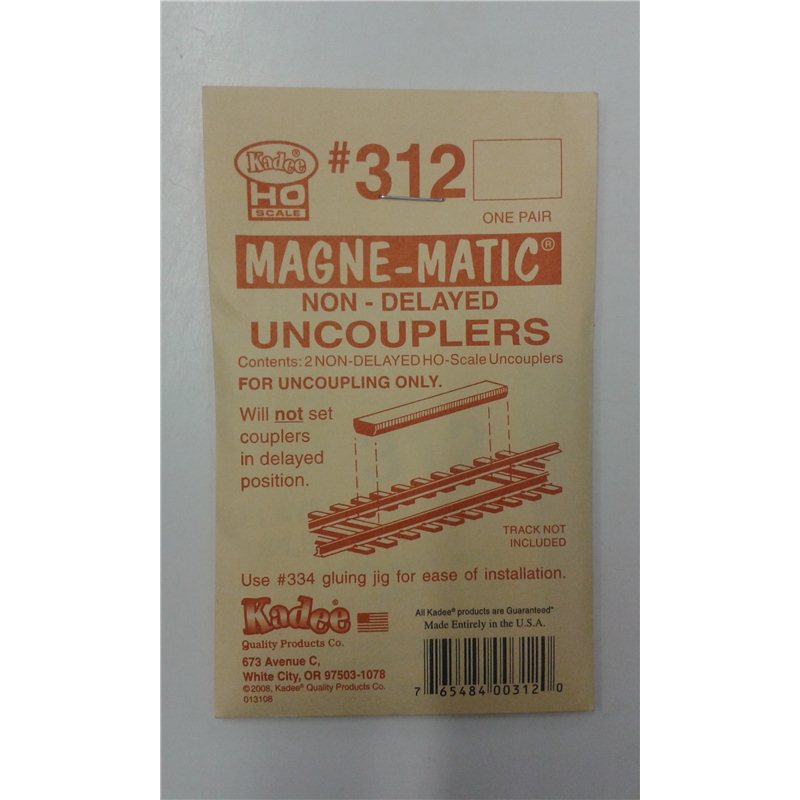 Kadee®
HO
SCALE
#312
ONE PAIR
MAGNE-MATIC®
NON - DELAYED
UNCOUPLERS
Contents: 2 NON-DELAYED HO-Scale Uncouplers
FOR UNCOUPLING ONLY.
Will not set
couplers
in delayed
position.
TRACK NOT
INCLUDED
Use #334 gluing jig for ease of installation.
Kadee®
Quality Products Co.
673 Avenue C,
White City, OR 97503-1078
©2008, Kadee® Quality Products Co.
013108
All Kadee® products are Guaranteed"
Made Entirely in the U.S.A.
7 65484 00312 0